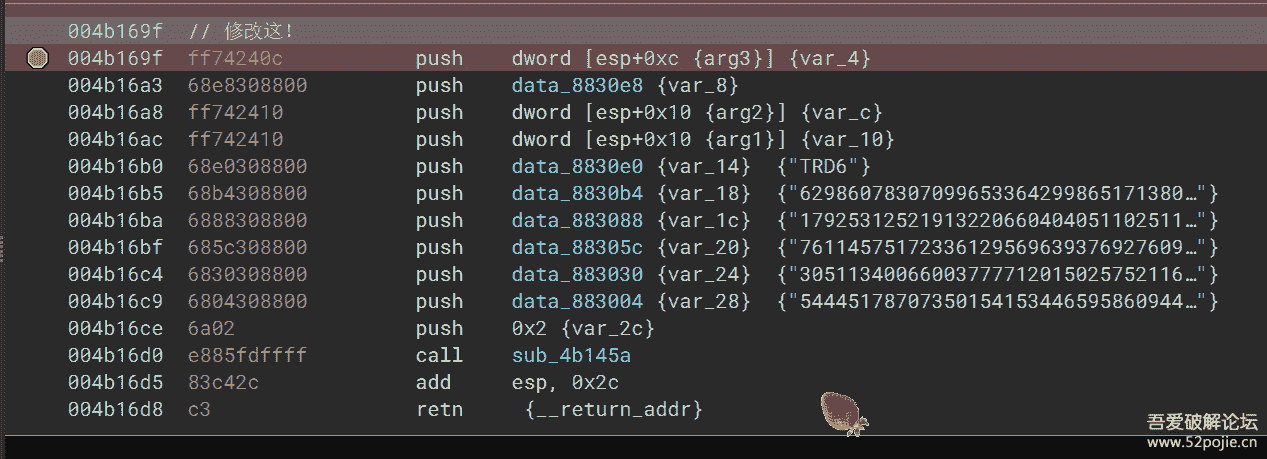 004b169f // 修改这!
004b169f ff74240c push dword [esp+0xc {arg3}] {var_4}
004b16a3 68e8308800 push data_8830e8 {var_8}
004b16a8 ff742410 push dword [esp+0x10 {arg2}] {var_c}
004b16ac ff742410 push dword [esp+0x10 {arg1}] {var_10}
004b16b0 68e0308800 push data_8830e0 {var_14} {"TRD6"}
004b16b5 68b4308800 push data_8830b4 {var_18} {"62986078307099653364299865171380…"}
004b16ba 6888308800 push data_883088 {var_1c} {"17925312521913220660404051102511…"}
004b16bf 685c308800 push data_88305c {var_20} {"76114575172336129569639376927609…"}
004b16c4 6830308800 push data_883030 {var_24} {"30511340066003777712015025752116…"}
004b16c9 6804308800 push data_883004 {var_28} {"54445178707350154153446595860944…"}
004b16ce 6a02 push 0x2 {var_2c}
004b16d0 e885fdffff call sub_4b145a
004b16d5 83c42c add esp, 0x2c
004b16d8 c3 retn {__return_addr}
吾爱破解论坛
www.52pojie.cn